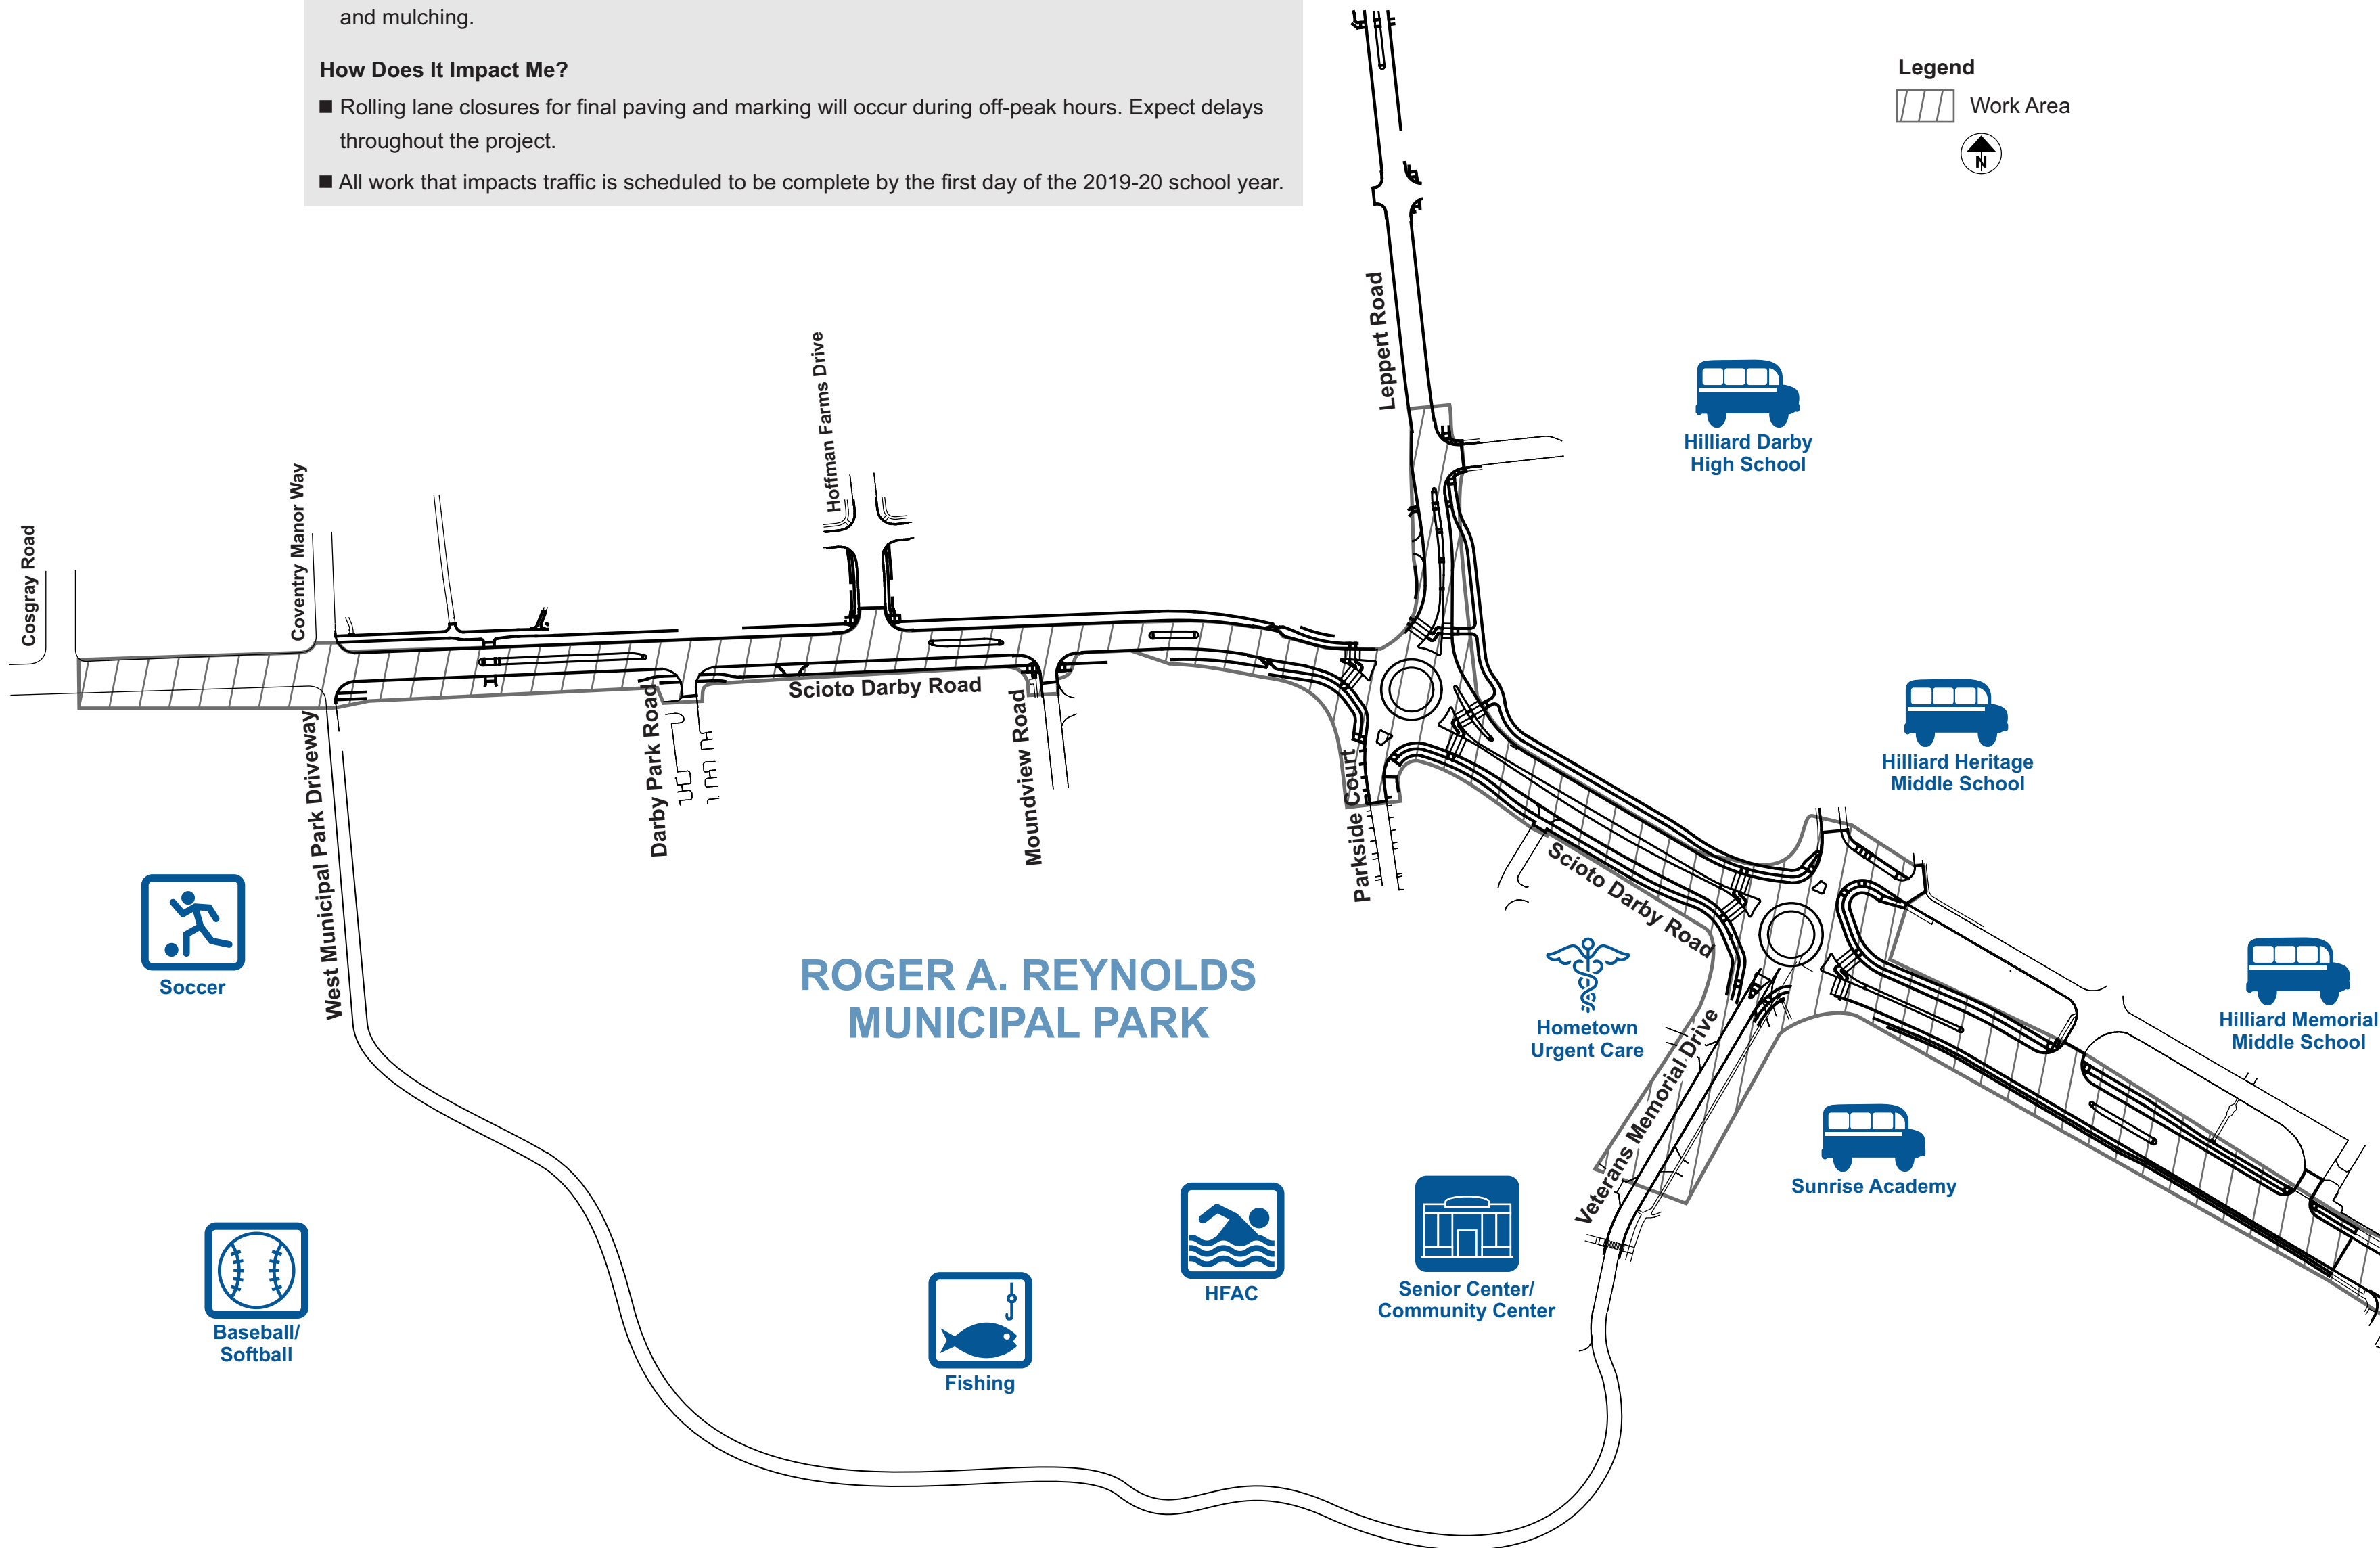 and mulching.
How Does It Impact Me?
■ Rolling lane closures for final paving and marking will occur during off-peak hours. Expect delays
throughout the project.
■ All work that impacts traffic is scheduled to be complete by the first day of the 2019-20 school year.
Legend
Work Area
N
Leppert Road
Hoffman Farms Drive
Coventry Manor Way
Cosgray Road
Hilliard Darby
High School
Scioto Darby Road
Darby Park Road
Moundview Road
West Municipal Park Driveway
Parkside Court
Hilliard Heritage
Middle School
Scioto Darby Road
Soccer
ROGER A. REYNOLDS
MUNICIPAL PARK
Hometown
Urgent Care
Veterans Memorial Drive
Hilliard Memorial
Middle School
Sunrise Academy
Baseball/
Softball
Fishing
HFAC
Senior Center/
Community Center